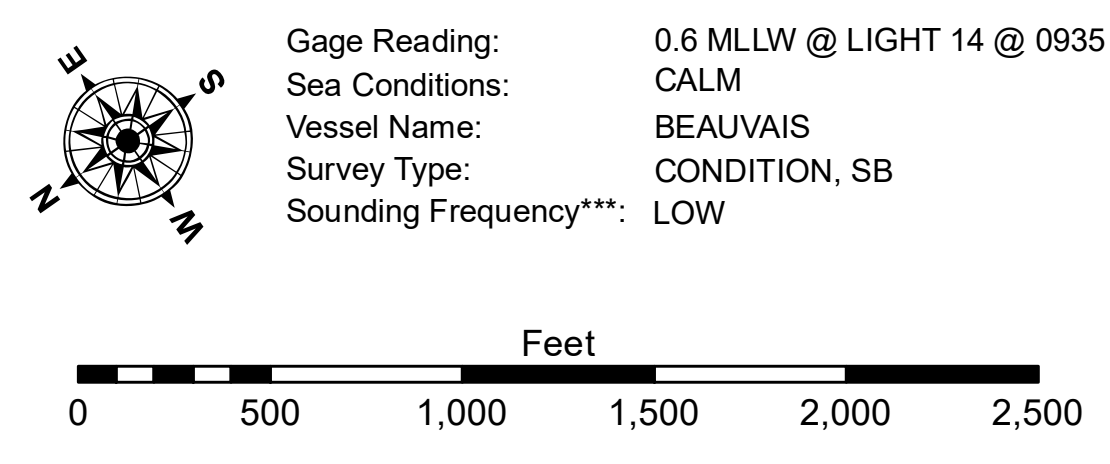 E
S
N
W
Gage Reading: 0.6 MLLW @ LIGHT 14 @ 0935
Sea Conditions: CALM
Vessel Name: BEAUVAIS
Survey Type: CONDITION, SB
Sounding Frequency***: LOW
Feet
0 500 1,000 1,500 2,000 2,500